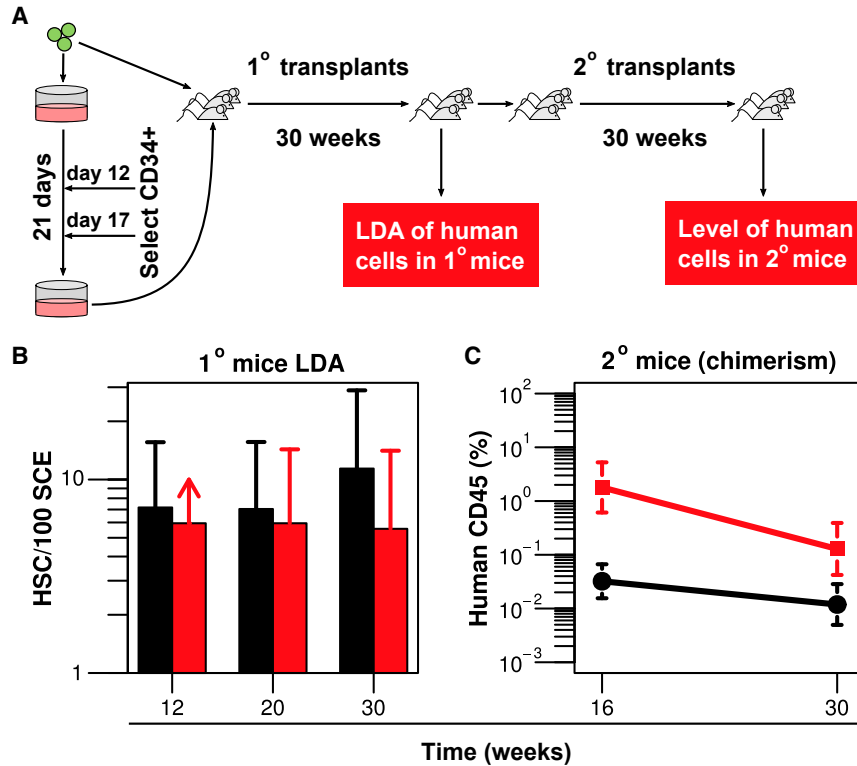 A
1° transplants
2° transplants
30 weeks
30 weeks
21 days
day 12
day 17
Select CD34+
LDA of human
cells in 1° mice
Level of human
cells in 2° mice
B
1° mice LDA
HSC/100 SCE
10
1
12
20
30
C
2° mice (chimerism)
Human CD45 (%)
10²
10¹
10⁰
10⁻¹
10⁻²
10⁻³
16
30
Time (weeks)